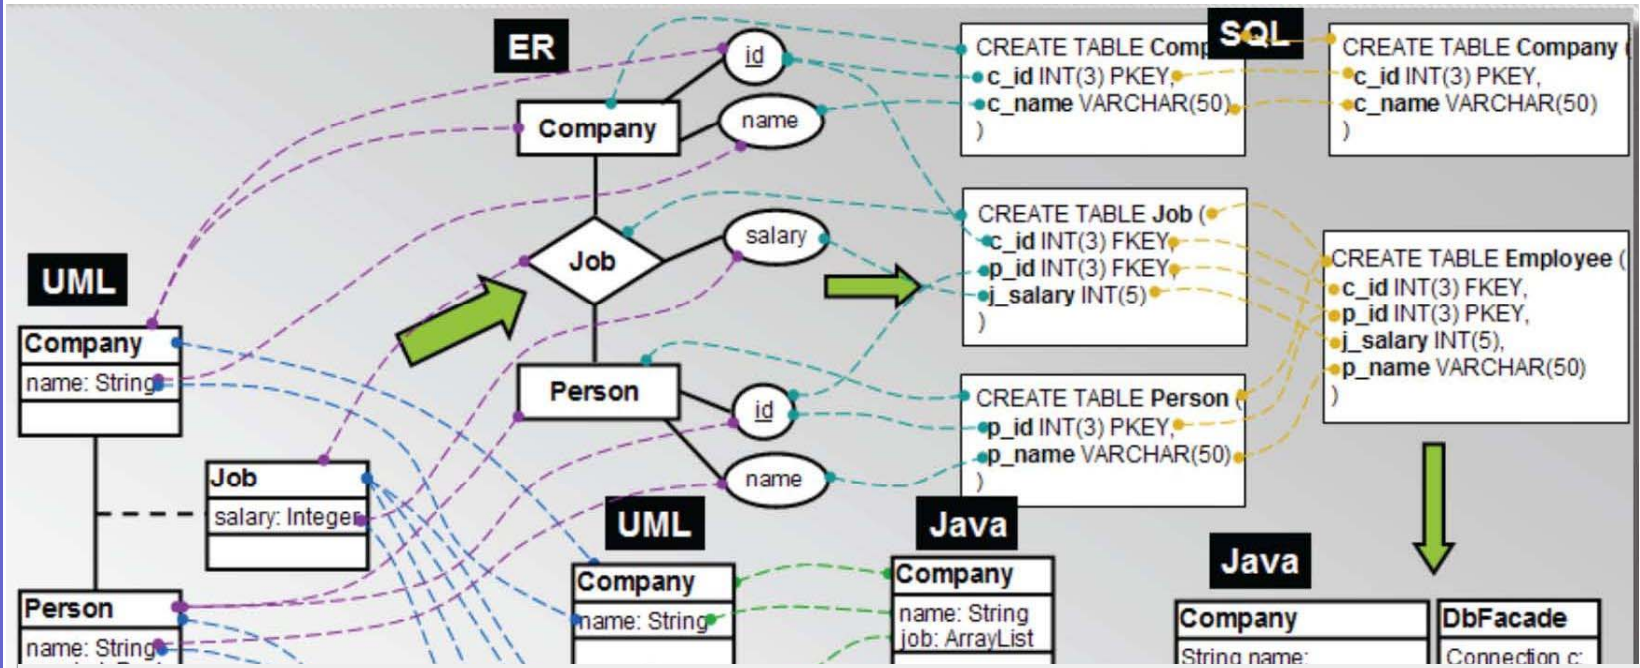 ER
id
Company
name
Job
salary
Person
id
name
SQL
CREATE TABLE
c_id INT(3) PKEY,
c_name VARCHAR(50)
)
CREATE TABLE Company (
c_id INT(3) PKEY,
c_name VARCHAR(50)
)
CREATE TABLE Job (
c_id INT(3) FKEY,
p_id INT(3) FKEY,
j_salary INT(5)
)
CREATE TABLE Employee (
c_id INT(3) FKEY,
p_id INT(3) PKEY,
j_salary INT(5),
p_name VARCHAR(50)
)
CREATE TABLE Person (
p_id INT(3) PKEY,
p_name VARCHAR(50)
)
UML
Company
name: String
Job
salary: Integer
Person
name: String
UML
Company
name: String
Java
Company
name: String
job: ArrayList
Java
Company
String name:
DbFacade
Connection c: